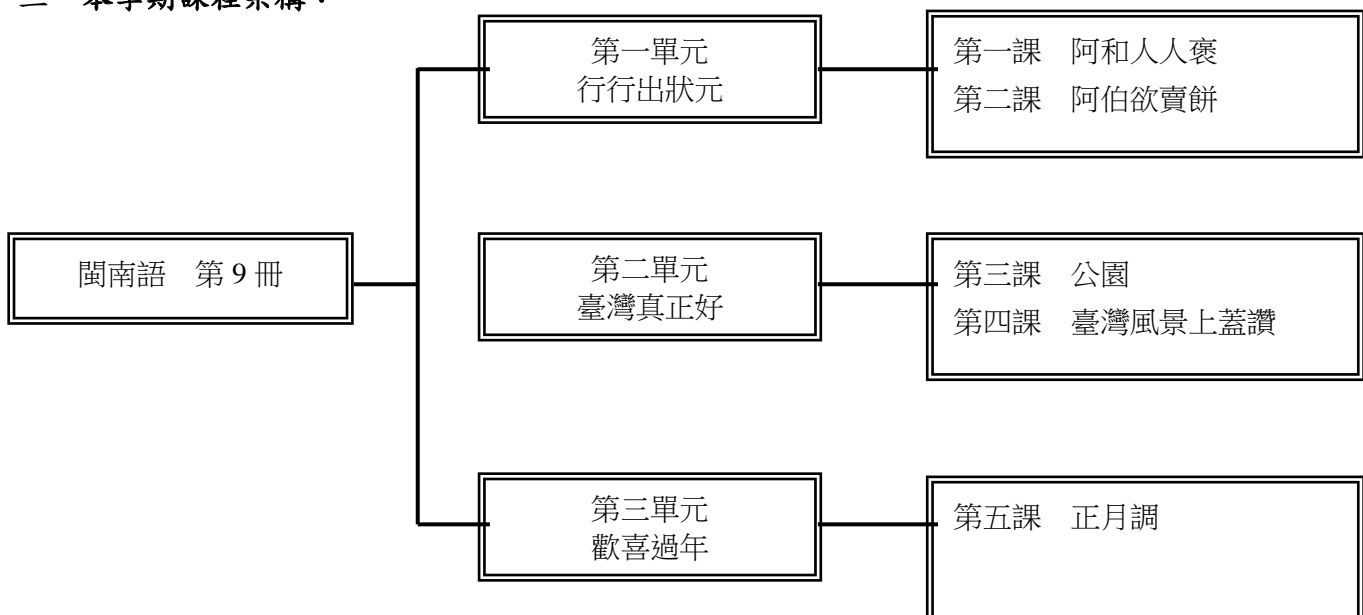 本學期課程架構：
第一單元
行行出狀元
第一課　阿和人人褒
第二課　阿伯欲賣餅
閩南語　第 9 冊
第二單元
臺灣真正好
第三課　公園
第四課　臺灣風景上蓋讚
第三單元
歡喜過年
第五課　正月調